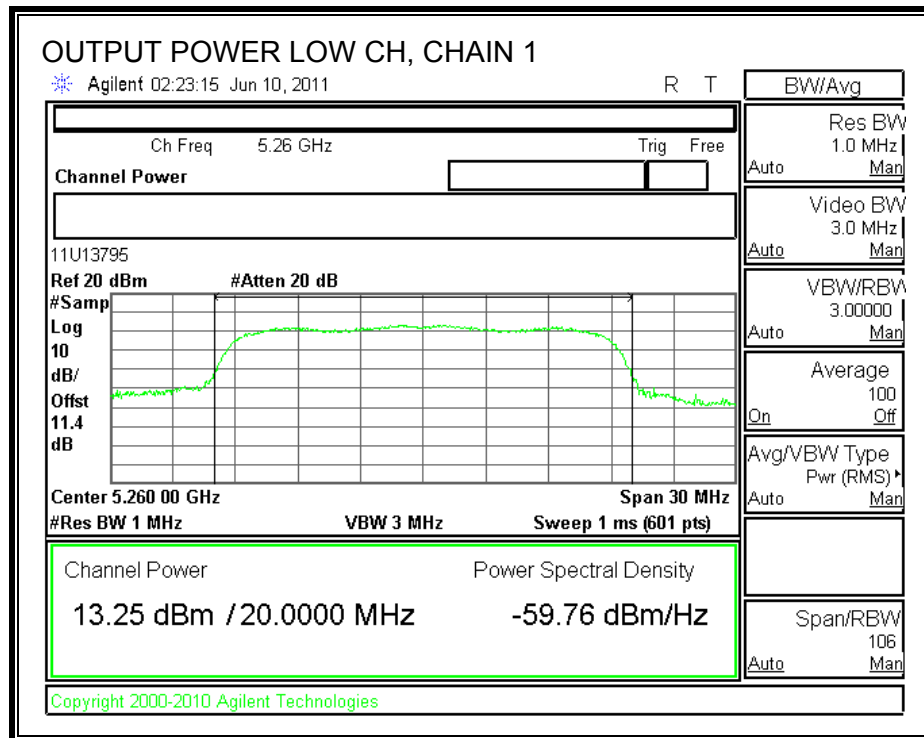 OUTPUT POWER LOW CH, CHAIN 1
Agilent 02:23:15 Jun 10, 2011
R T
Ch Freq 5.26 GHz
Trig Free
Channel Power
11U13795
Ref 20 dBm
#Atten 20 dB
#Samp
Log
10
dB/
Offst
11.4
dB
Center 5.260 00 GHz
Span 30 MHz
#Res BW 1 MHz
VBW 3 MHz
Sweep 1 ms (601 pts)
Channel Power
Power Spectral Density
13.25 dBm / 20.0000 MHz
-59.76 dBm/Hz
Copyright 2000-2010 Agilent Technologies
BW/Avg
Res BW
1.0 MHz
Auto Man
Video BW
3.0 MHz
Auto Man
VBW/RBW
3.00000
Auto Man
Average
100
On Off
Avg/VBW Type
Pwr (RMS)
Auto Man
Span/RBW
106
Auto Man